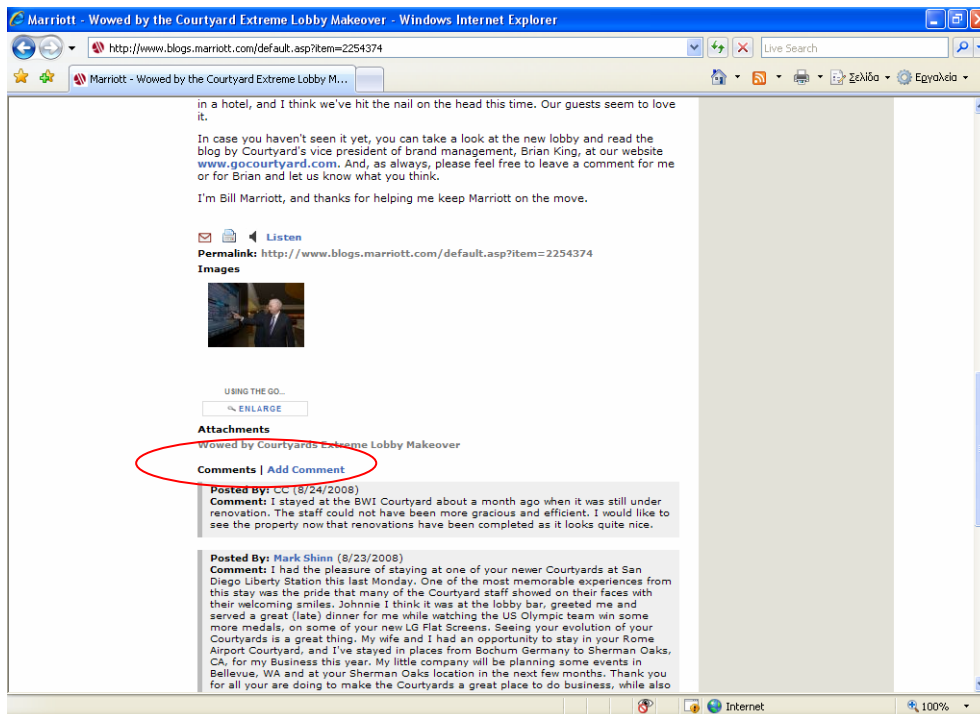 Marriott - Wowed by the Courtyard Extreme Lobby Makeover - Windows Internet Explorer
http://www.blogs.marriott.com/default.asp?item=2254374
Live Search
Marriott - Wowed by the Courtyard Extreme Lobby M...
Σελίδα
Εργαλεία
in a hotel, and I think we've hit the nail on the head this time. Our guests seem to love
it.
In case you haven't seen it yet, you can take a look at the new lobby and read the
blog by Courtyard's vice president of brand management, Brian King, at our website
www.gocourtyard.com. And, as always, please feel free to leave a comment for me
or for Brian and let us know what you think.
I'm Bill Marriott, and thanks for helping me keep Marriott on the move.
Listen
Permalink: http://www.blogs.marriott.com/default.asp?item=2254374
Images
USING THE GO...
ENLARGE
Attachments
Wowed by Courtyards Extreme Lobby Makeover
Comments | Add Comment
Posted By: CC (8/24/2008)
Comment: I stayed at the BWI Courtyard about a month ago when it was still under
renovation. The staff could not have been more gracious and efficient. I would like to
see the property now that renovations have been completed as it looks quite nice.
Posted By: Mark Shinn (8/23/2008)
Comment: I had the pleasure of staying at one of your newer Courtyards at San
Diego Liberty Station this last Monday. One of the most memorable experiences from
this stay was the pride that many of the Courtyard staff showed on their faces with
their welcoming smiles. Johnnie I think it was at the lobby bar, greeted me and
served a great (late) dinner for me while watching the US Olympic team win some
more medals, on some of your new LG Flat Screens. Seeing your evolution of your
Courtyards is a great thing. My wife and I had an opportunity to stay in your Rome
Airport Courtyard, and I've stayed in places from Bochum Germany to Sherman Oaks,
CA, for my Business this year. My little company will be planning some events in
Bellevue, WA and at your Sherman Oaks location in the next few months. Thank you
for all your are doing to make the Courtyards a great place to do business, while also
Internet
100%